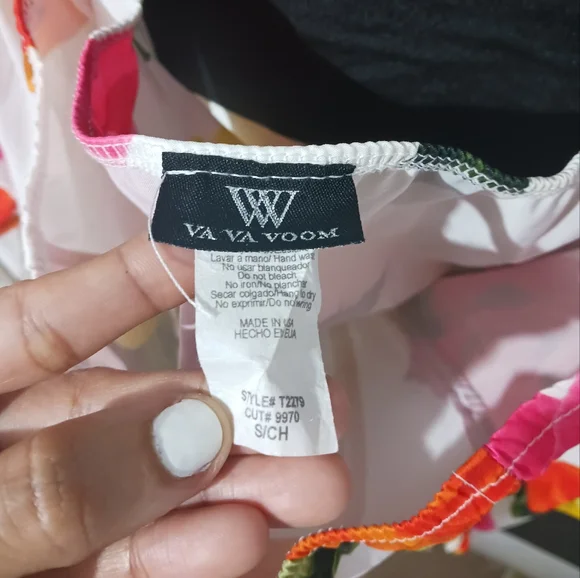 VA VA VOOM
Lavar a mano/ Hand wash
No usar blanqueador
Do not bleach
No iron/No planchar
Secar colgado/Hang to dry
No exprimir/Do no wring
MADE IN USA
HECHO EN EUA
STYLE# T2279
CUT# 9970
S/CH